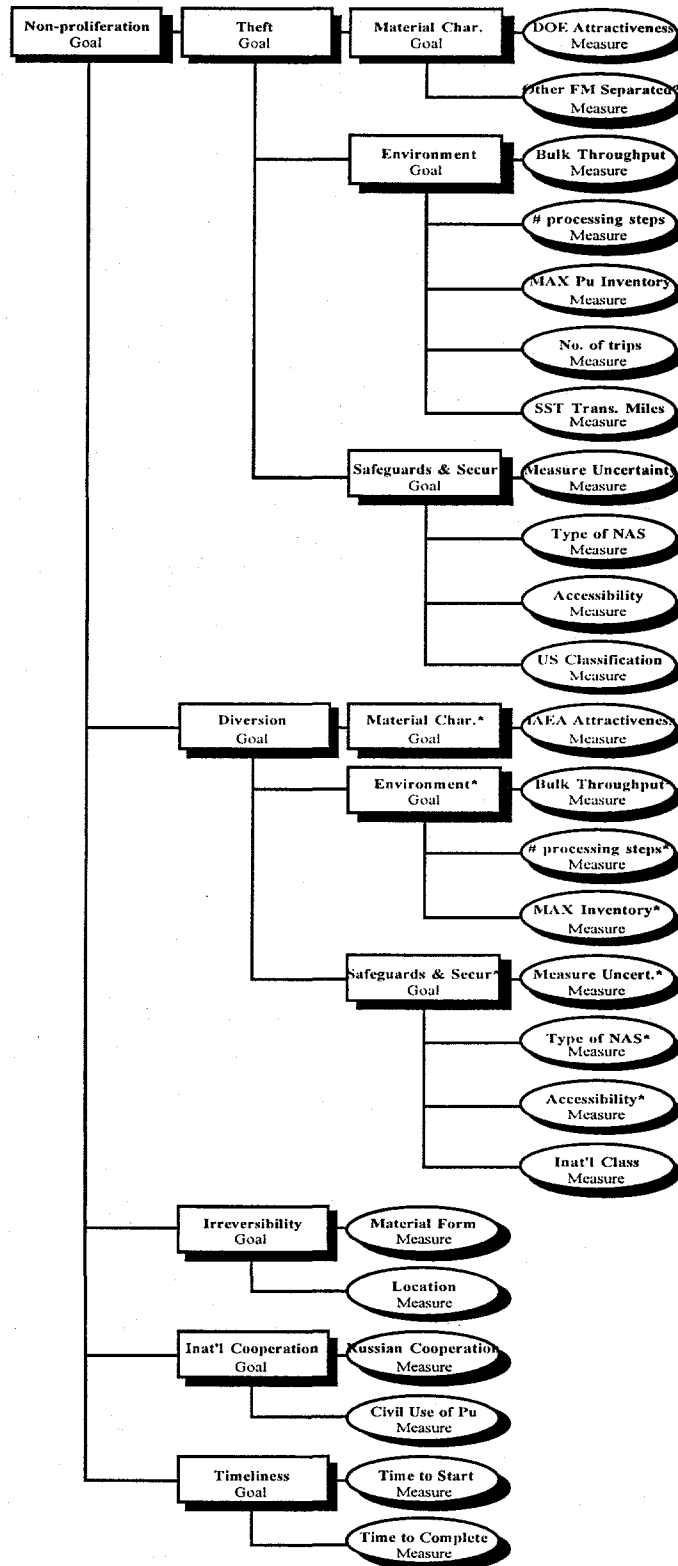 Non-proliferation
Goal
Theft
Goal
Material Char.
Goal
DOE Attractiveness
Measure
Other FM Separated?
Measure
Environment
Goal
Bulk Throughput
Measure
# processing steps
Measure
MAX Pu Inventory
Measure
No. of trips
Measure
SST Trans. Miles
Measure
Safeguards & Secur
Goal
Measure Uncertainty
Measure
Type of NAS
Measure
Accessibility
Measure
US Classification
Measure
Diversion
Goal
Material Char.*
Goal
IAEA Attractiveness
Measure
Environment*
Goal
Bulk Throughput*
Measure
# processing steps*
Measure
MAX Inventory*
Measure
Safeguards & Secur*
Goal
Measure Uncert.*
Measure
Type of NAS*
Measure
Accessibility*
Measure
Inat'l Class
Measure
Irreversibility
Goal
Material Form
Measure
Location
Measure
Inat'l Cooperation
Goal
Russian Cooperation
Measure
Civil Use of Pu
Measure
Timeliness
Goal
Time to Start
Measure
Time to Complete
Measure